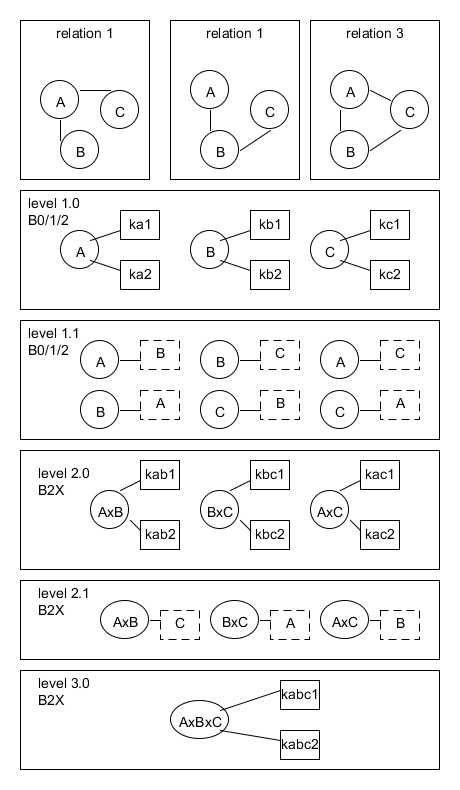 relation 1
A
C
B
relation 1
A
C
B
relation 3
A
C
B
level 1.0
B0/1/2
A
ka1
ka2
B
kb1
kb2
C
kc1
kc2
level 1.1
B0/1/2
A
B
B
C
A
C
B
A
C
B
C
A
level 2.0
B2X
AxB
kab1
kab2
BxC
kbc1
kbc2
AxC
kac1
kac2
level 2.1
B2X
AxB
C
BxC
A
AxC
B
level 3.0
B2X
AxBxC
kabc1
kabc2